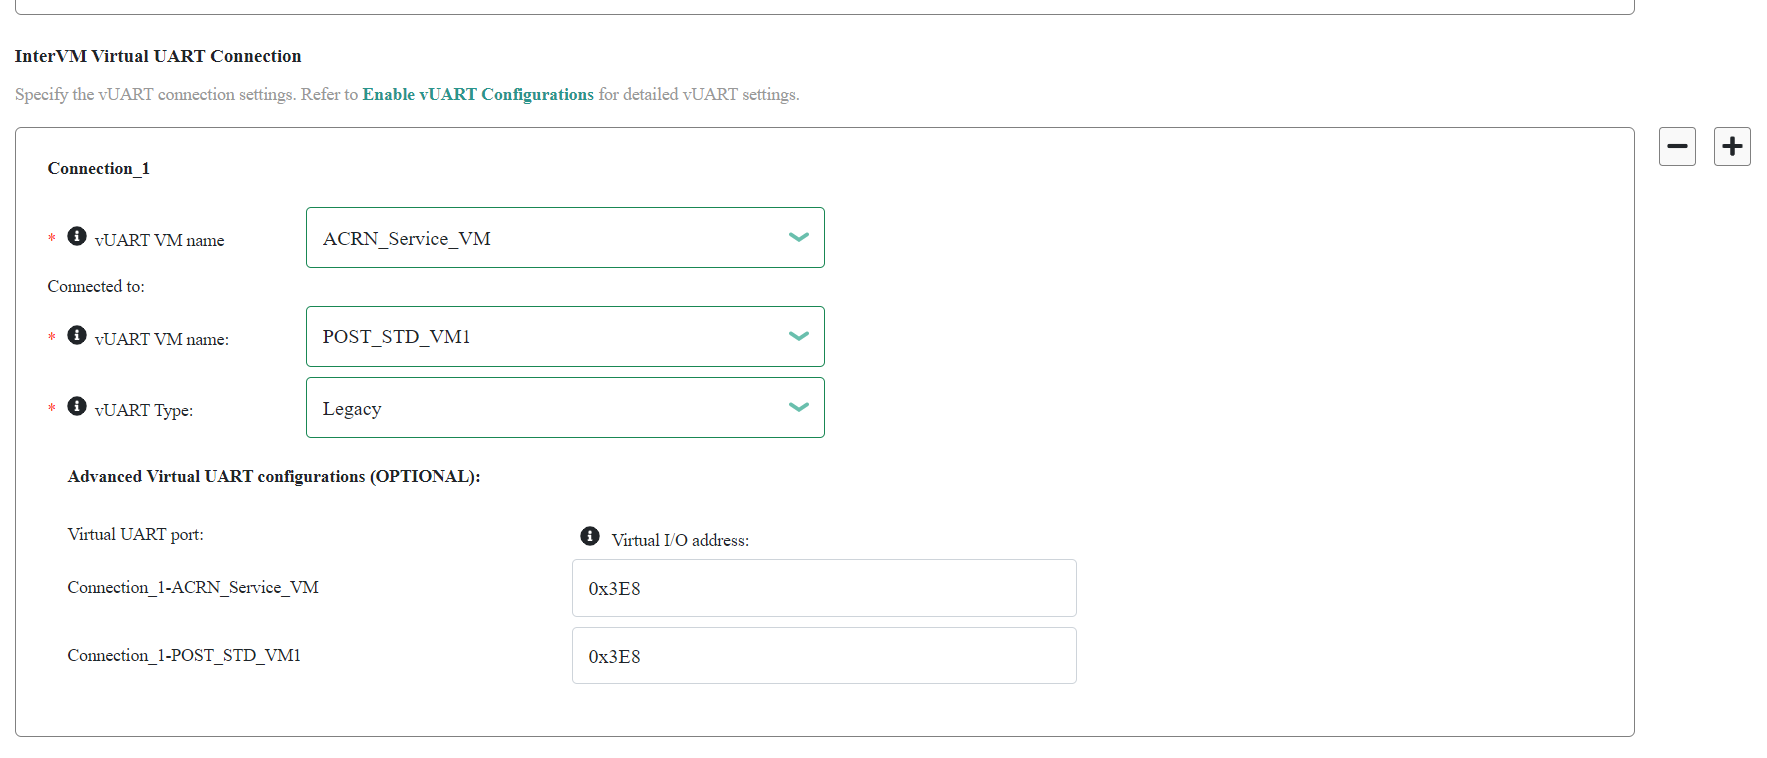 InterVM Virtual UART Connection
Specify the vUART connection settings. Refer to Enable vUART Configurations for detailed vUART settings.
Connection_1
* vUART VM name
ACRN_Service_VM
Connected to:
* vUART VM name:
POST_STD_VM1
* vUART Type:
Legacy
Advanced Virtual UART configurations (OPTIONAL):
Virtual UART port:
Virtual I/O address:
Connection_1-ACRN_Service_VM
0x3E8
Connection_1-POST_STD_VM1
0x3E8